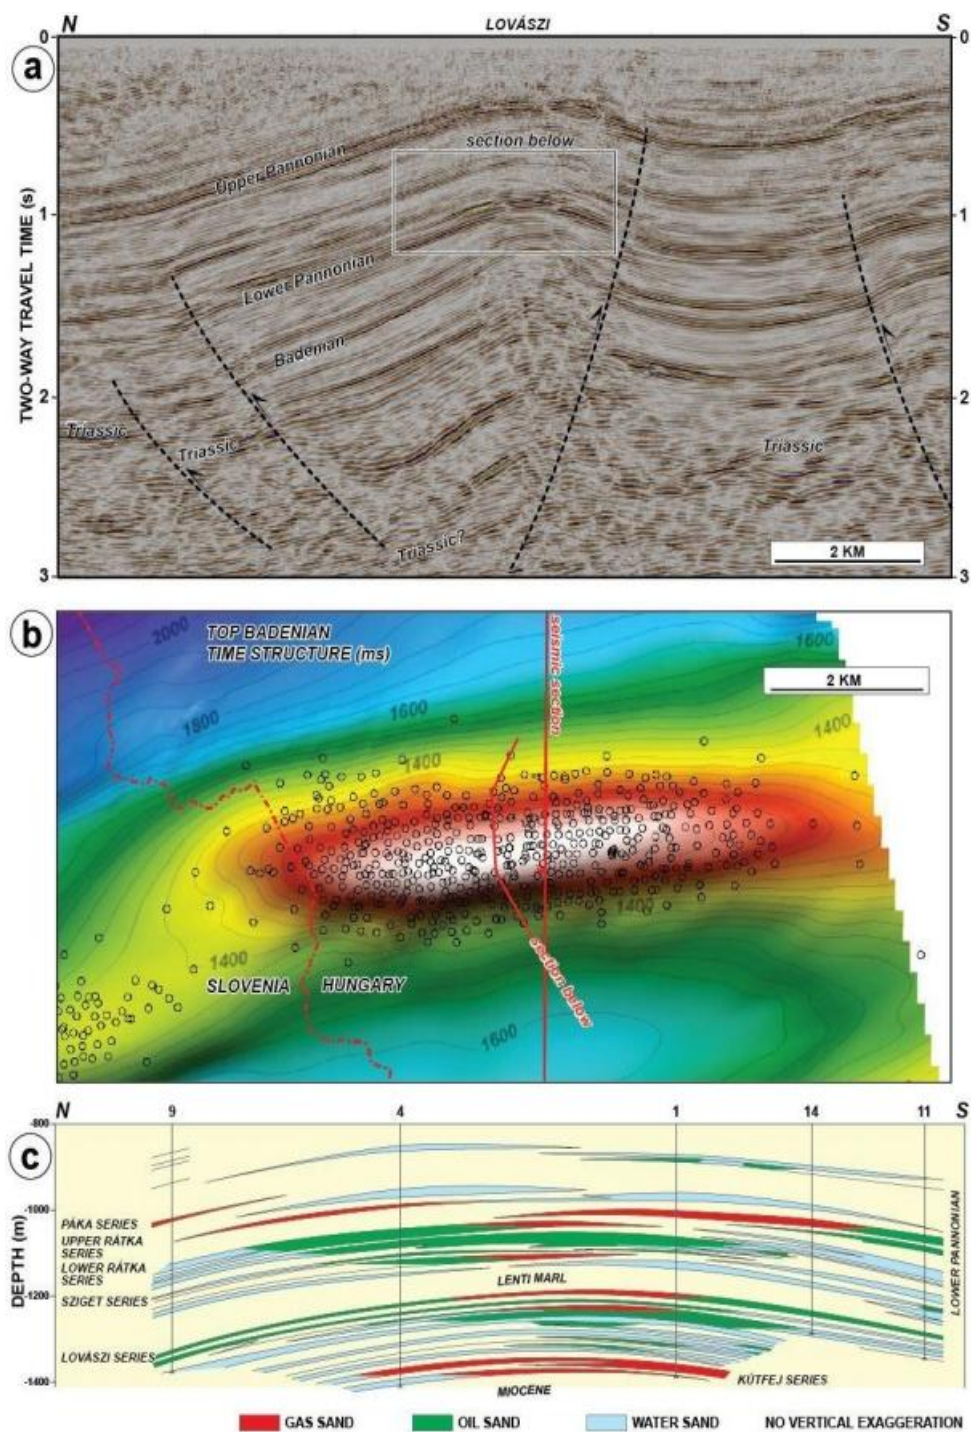 N LOVÁSZI S
0 0
a
section below
Upper Pannonian
1 1
Lower Pannonian
TWO-WAY TRAVEL TIME (s)
Badenian
2 2
Triassic
Triassic
Triassic
Triassic?
2 KM
3 3
b
2000
TOP BADENIAN
TIME STRUCTURE (ms)
seismic section
1600
2 KM
1800
1600
1400
1400
1400
1400
section below
SLOVENIA HUNGARY
1600
N 9 4 1 14 11 S
-800
c
-1000
PÁKA SERIES
UPPER RÁTKA
SERIES
LOWER RÁTKA
SERIES
DEPTH (m)
LENTI MARL
LOWER PANNONIAN
-1200
SZIGET SERIES
LOVÁSZI SERIES
-1400
MIOCENE
KÚTFEJ SERIES
GAS SAND OIL SAND WATER SAND NO VERTICAL EXAGGERATION